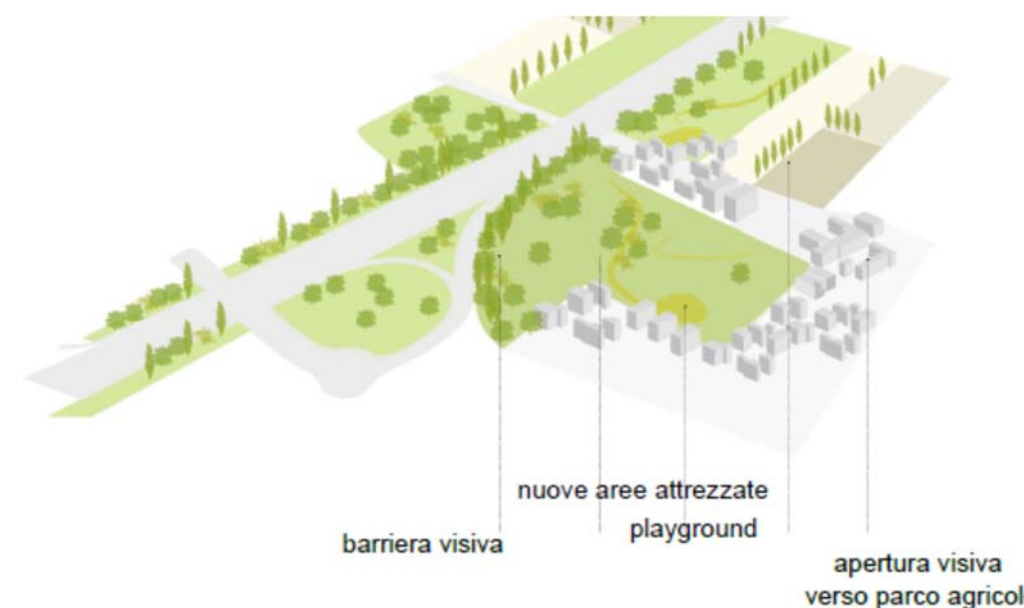 nuove aree attrezzate
playground
barriera visiva
apertura visiva
verso parco agricol